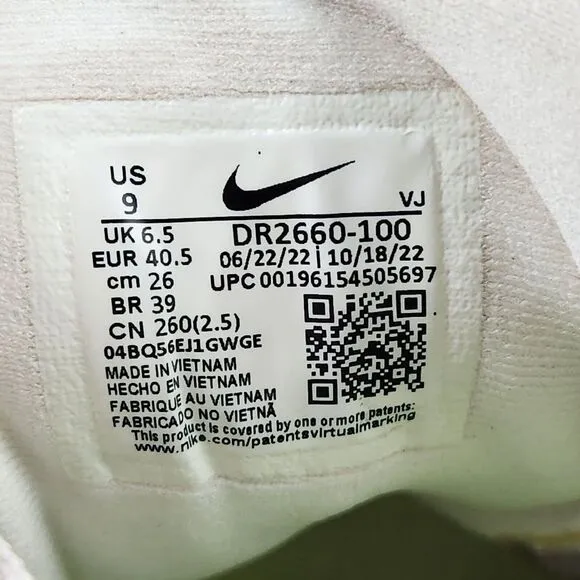 US
9
VJ
UK 6.5
DR2660-100
EUR 40.5
06/22/22 | 10/18/22
cm 26
UPC 00196154505697
BR 39
CN 260(2.5)
04BQ56EJ1GWGE
MADE IN VIETNAM
HECHO EN VIETNAM
FABRIQUE AU VIETNAM
FABRICADO NO VIETNÃ
This product is covered by one or more patents:
www.nike.com/patentsvirtualmarking